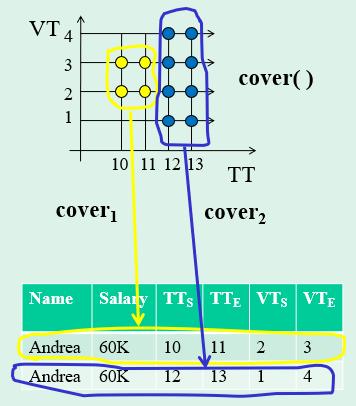 VT
4
3
2
1
10 11 12 13
TT
cover( )
cover₁ cover₂
Name Salary TTS TTE VTS VTE
Andrea 60K 10 11 2 3
Andrea 60K 12 13 1 4